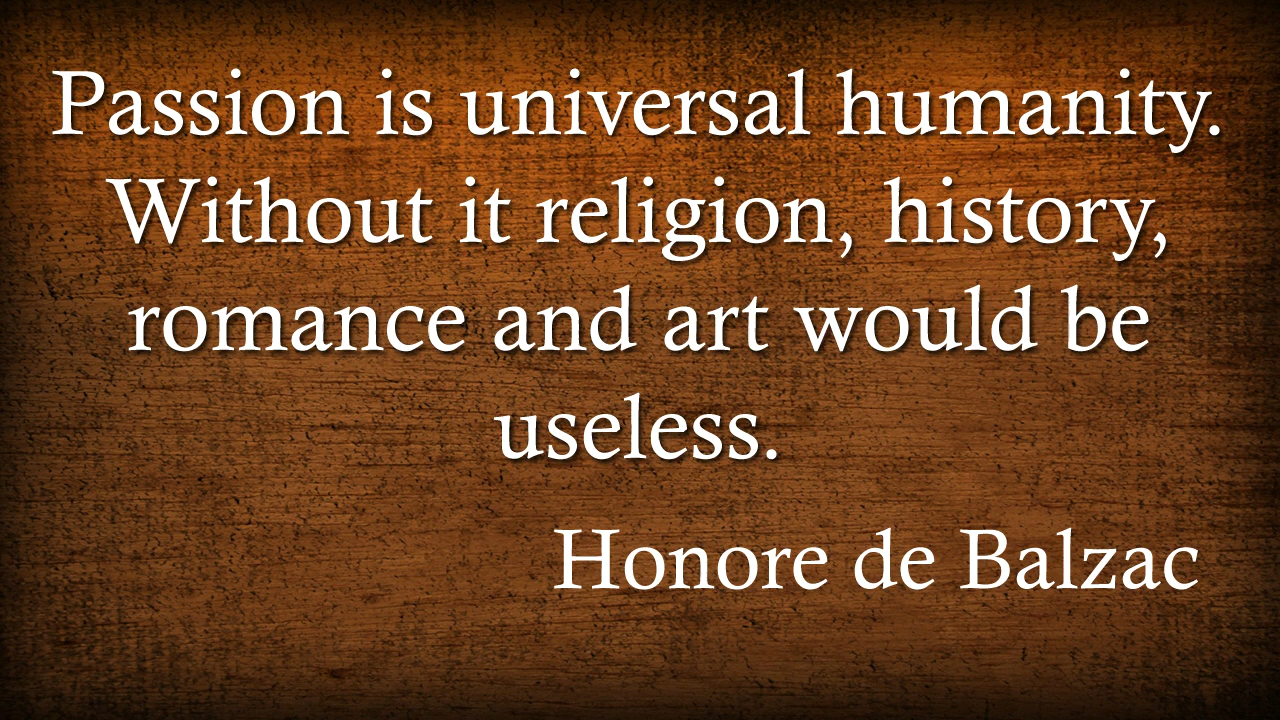 Passion is universal humanity.
Without it religion, history,
romance and art would be
useless.
Honore de Balzac